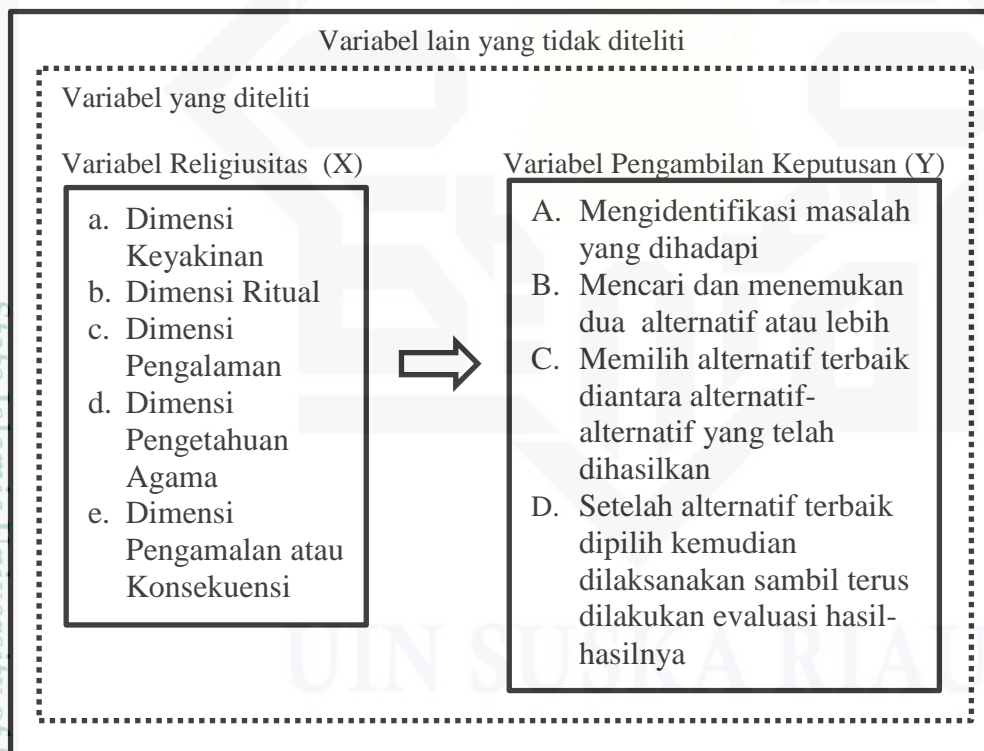 Variabel lain yang tidak diteliti
Variabel yang diteliti
Variabel Religiusitas (X)
a. Dimensi
Keyakinan
b. Dimensi Ritual
c. Dimensi
Pengalaman
d. Dimensi
Pengetahuan
Agama
e. Dimensi
Pengamalan atau
Konsekuensi
Variabel Pengambilan Keputusan (Y)
A. Mengidentifikasi masalah
yang dihadapi
B. Mencari dan menemukan
dua alternatif atau lebih
C. Memilih alternatif terbaik
diantara alternatif-
alternatif yang telah
dihasilkan
D. Setelah alternatif terbaik
dipilih kemudian
dilaksanakan sambil terus
dilakukan evaluasi hasil-
hasilnya
UIN SUSKA RIAU